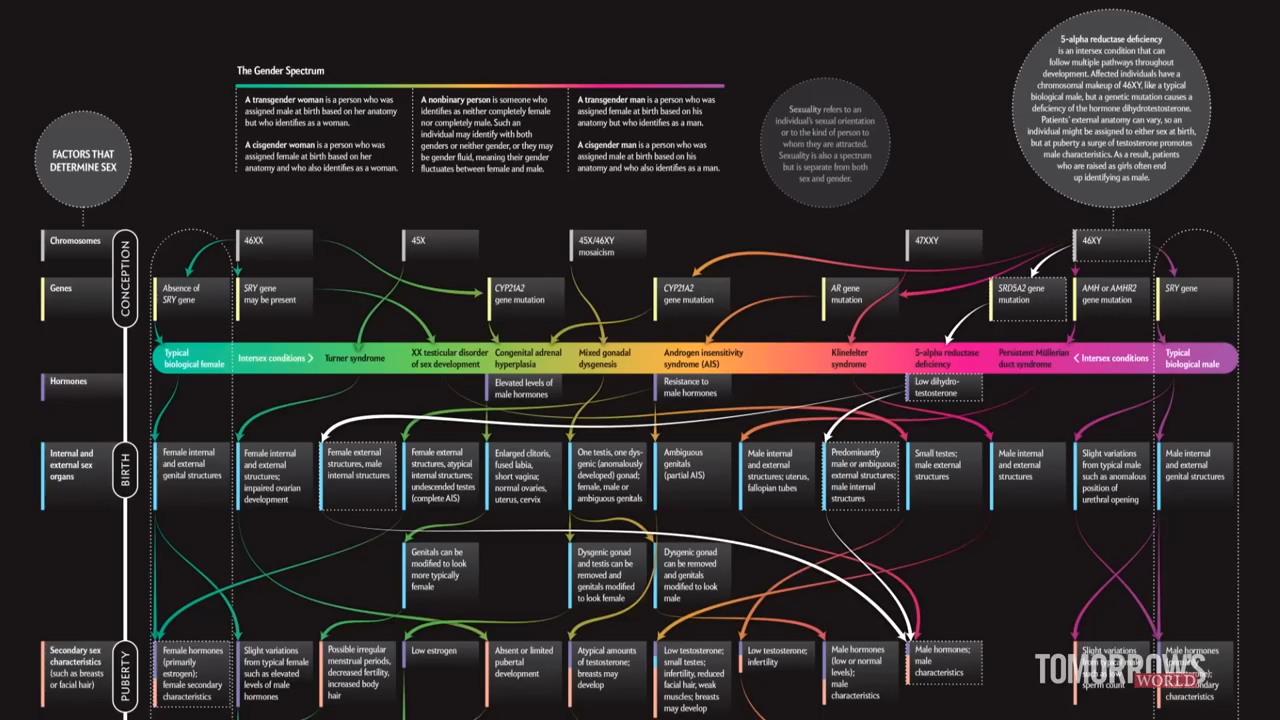 5-alpha reductase deficiency
is an intersex condition that can
follow multiple pathways throughout
development. Affected individuals have a
chromosomal makeup of 46XY, like a typical
biological male, but a genetic mutation causes a
deficiency of the hormone dihydrotestosterone.
Patients' external anatomy can vary, so an
individual might be assigned to either sex at birth,
but at puberty a surge of testosterone promotes
male characteristics. As a result, patients
who are raised as girls often end
up identifying as male.
The Gender Spectrum
A transgender woman is a person who was
assigned male at birth based on her anatomy
but who identifies as a woman.
A cisgender woman is a person who was
assigned female at birth based on her
anatomy and who also identifies as a woman.
A nonbinary person is someone who
identifies as neither completely female
nor completely male. Such an
individual may identify with both
genders or neither gender, or they may
be gender fluid, meaning their gender
fluctuates between female and male.
A transgender man is a person who was
assigned female at birth based on his
anatomy but who identifies as a man.
A cisgender man is a person who was
assigned male at birth based on his
anatomy and who also identifies as a man.
Sexuality refers to an
individual's sexual orientation
or to the kind of person to
whom they are attracted.
Sexuality is also a spectrum
but is separate from both
sex and gender.
FACTORS THAT
DETERMINE SEX
CONCEPTION
Chromosomes
46XX
45X
45X/46XY
mosaicism
47XXY
46XY
Genes
Absence of
SRY gene
SRY gene
may be present
CYP21A2
gene mutation
CYP21A2
gene mutation
AR gene
mutation
SRD5A2 gene
mutation
AMH or AMHR2
gene mutation
SRY gene
Typical
biological female
Intersex conditions >
Turner syndrome
XX testicular disorder
of sex development
Congenital adrenal
hyperplasia
Mixed gonadal
dysgenesis
Androgen insensitivity
syndrome (AIS)
Klinefelter
syndrome
5-alpha reductase
deficiency
Persistent Müllerian
duct syndrome
< Intersex conditions
Typical
biological male
Hormones
Elevated levels of
male hormones
Resistance to
male hormones
Low dihydro-
testosterone
BIRTH
Internal and
external sex
organs
Female internal
and external
genital structures
Female internal
and external
structures;
impaired ovarian
development
Female external
structures, male
internal structures
Female external
structures, atypical
internal structures;
undescended testes
(complete AIS)
Enlarged clitoris,
fused labia,
short vagina;
normal ovaries,
uterus, cervix
One testis, one dys-
genic (anomalously
developed) gonad;
female, male or
ambiguous genitals
Ambiguous
genitals
(partial AIS)
Male internal
and external
structures; uterus,
fallopian tubes
Predominantly
male or ambiguous
external structures;
male internal
structures
Small testes;
male external
structures
Male internal
and external
structures
Slight variations
from typical male
such as anomalous
position of
urethral opening
Male internal
and external
genital structures
Genitals can be
modified to look
more typically
female
Dysgenic gonad
and testis can be
removed and
genitals modified
to look female
Dysgenic gonad
can be removed
and genitals
modified to look
male
PUBERTY
Secondary sex
characteristics
(such as breasts
or facial hair)
Female hormones
(primarily
estrogen);
female secondary
characteristics
Slight variations
from typical female
such as elevated
levels of male
hormones
Possible irregular
menstrual periods,
decreased fertility,
increased body
hair
Low estrogen
Absent or limited
pubertal
development
Atypical amounts
of testosterone;
breasts may
develop
Low testosterone;
small testes;
infertility, reduced
facial hair, weak
muscles; breasts
may develop
Low testosterone;
infertility
Male hormones
(low or normal
levels);
male
characteristics
Male hormones;
male
characteristics
Slight variations
sperm count
Male hormones
characteristics
TOMORROWS
WORLD